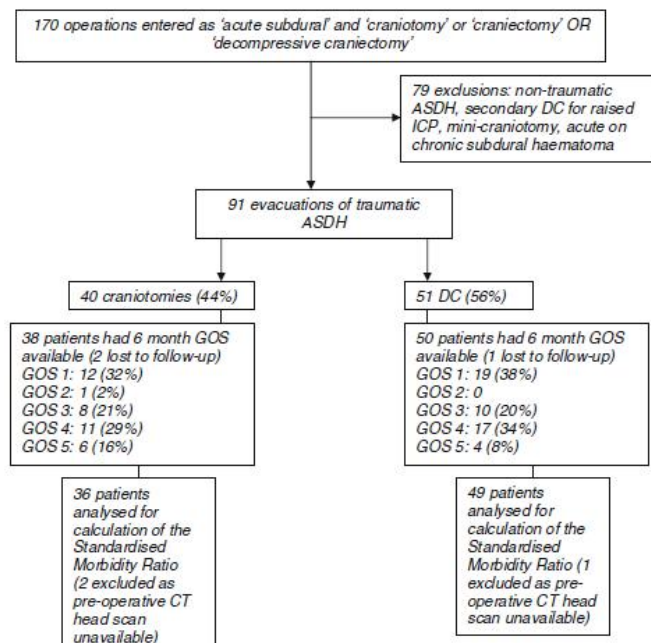 170 operations entered as ‘acute subdural’ and ‘craniotomy’ or ‘craniectomy’ OR
‘decompressive craniectomy’
79 exclusions: non-traumatic
ASDH, secondary DC for raised
ICP, mini-craniotomy, acute on
chronic subdural haematoma
91 evacuations of traumatic
ASDH
40 craniotomies (44%)
51 DC (56%)
38 patients had 6 month GOS
available (2 lost to follow-up)
GOS 1: 12 (32%)
GOS 2: 1 (2%)
GOS 3: 8 (21%)
GOS 4: 11 (29%)
GOS 5: 6 (16%)
50 patients had 6 month GOS
available (1 lost to follow-up)
GOS 1: 19 (38%)
GOS 2: 0
GOS 3: 10 (20%)
GOS 4: 17 (34%)
GOS 5: 4 (8%)
36 patients
analysed for
calculation of the
Standardised
Morbidity Ratio
(2 excluded as
pre-operative CT
head scan
unavailable)
49 patients
analysed for
calculation of the
Standardised
Morbidity Ratio (1
excluded as pre-
operative CT head
scan unavailable)